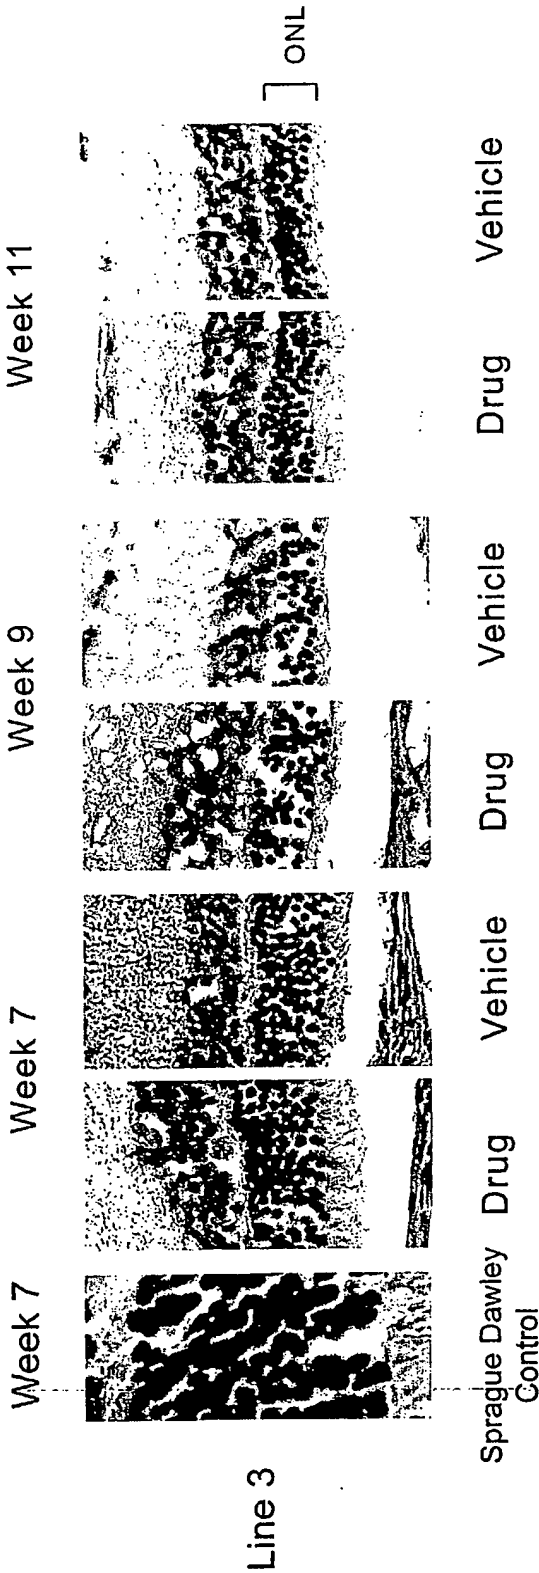 Week 7
Week 7
Week 9
Week 11
Line 3
ONL
Sprague Dawley
Control
Drug
Vehicle
Drug
Vehicle
Drug
Vehicle